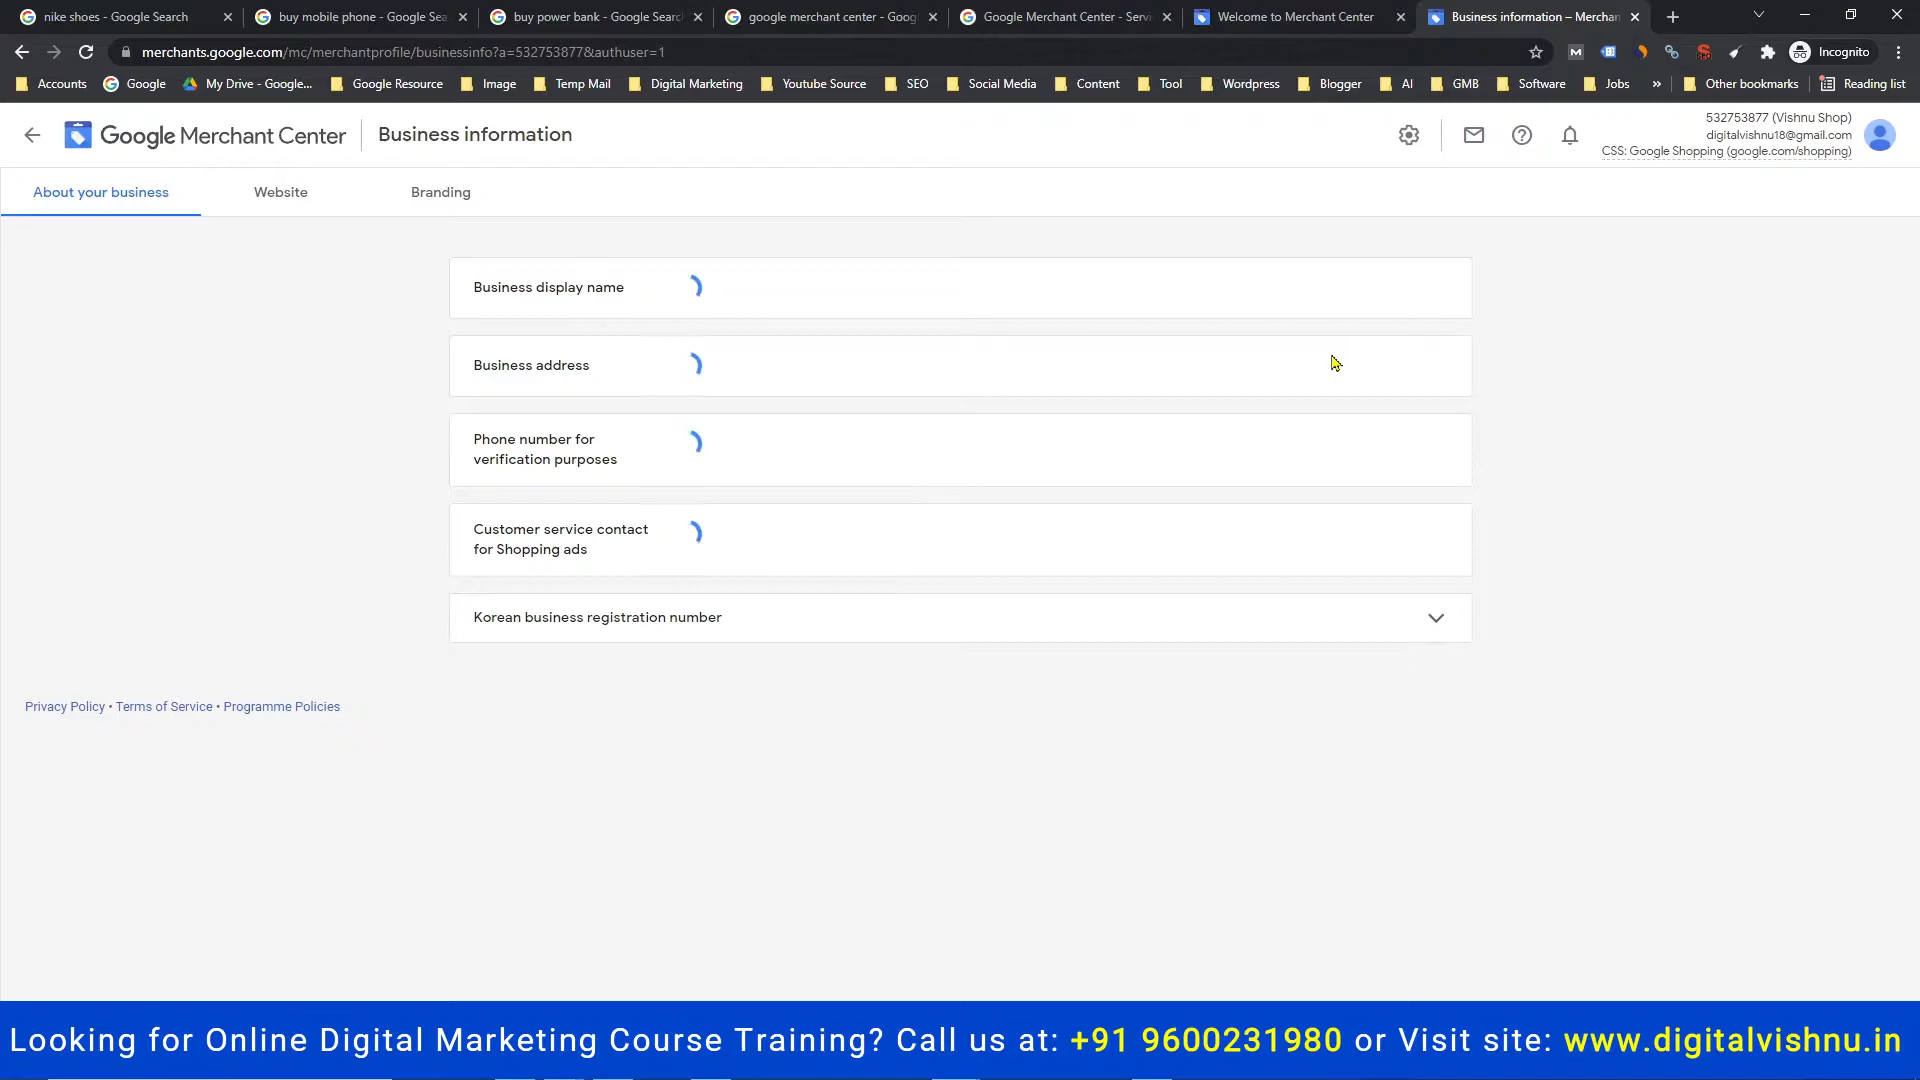 nike shoes - Google Search
buy mobile phone - Google Sea
buy power bank - Google Search
google merchant center - Goog
Google Merchant Center - Servi
Welcome to Merchant Center
Business information – Merchan
merchants.google.com/mc/merchantprofile/businessinfo?a=532753877&authuser=1
Incognito
Accounts
Google
My Drive - Google...
Google Resource
Image
Temp Mail
Digital Marketing
Youtube Source
SEO
Social Media
Content
Tool
Wordpress
Blogger
AI
GMB
Software
Jobs
»
Other bookmarks
Reading list
Google Merchant Center
Business information
532753877 (Vishnu Shop)
digitalvishnu18@gmail.com
CSS: Google Shopping (google.com/shopping)
About your business
Website
Branding
Business display name
Business address
Phone number for
verification purposes
Customer service contact
for Shopping ads
Korean business registration number
Privacy Policy • Terms of Service • Programme Policies
Looking for Online Digital Marketing Course Training? Call us at: +91 9600231980 or Visit site: www.digitalvishnu.in